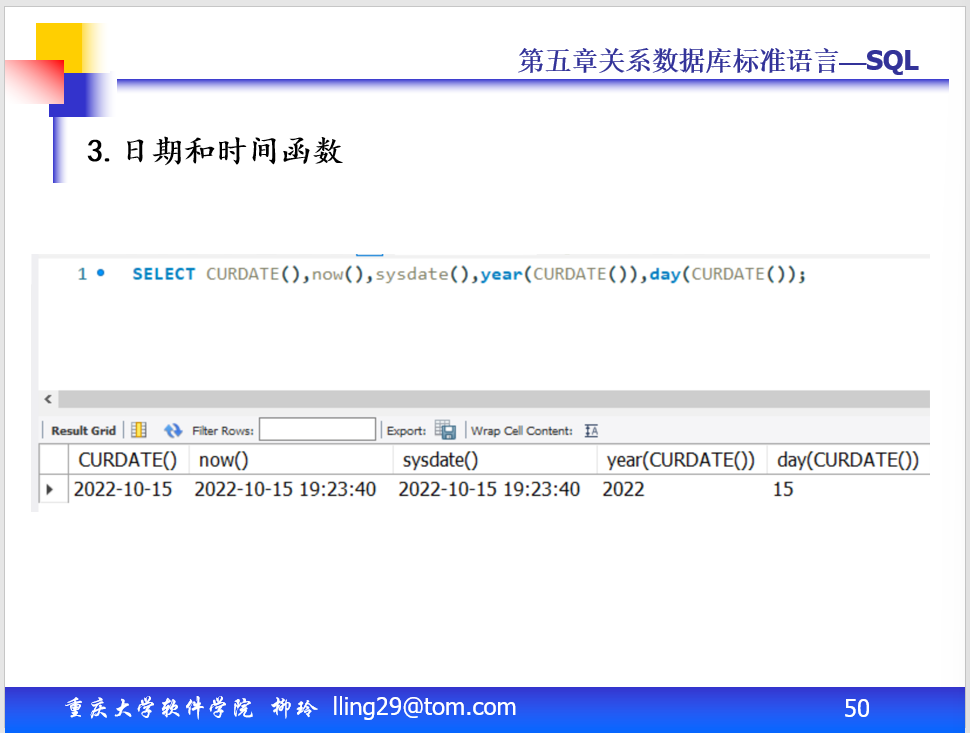 第五章关系数据库标准语言—SQL
3. 日期和时间函数
1 SELECT CURDATE(),now(),sysdate(),year(CURDATE()),day(CURDATE());
Result Grid Filter Rows: Export: Wrap Cell Content: IA
CURDATE() now() sysdate() year(CURDATE()) day(CURDATE())
2022-10-15 2022-10-15 19:23:40 2022-10-15 19:23:40 2022 15
重庆大学软件学院 柳玲 lling29@tom.com 50